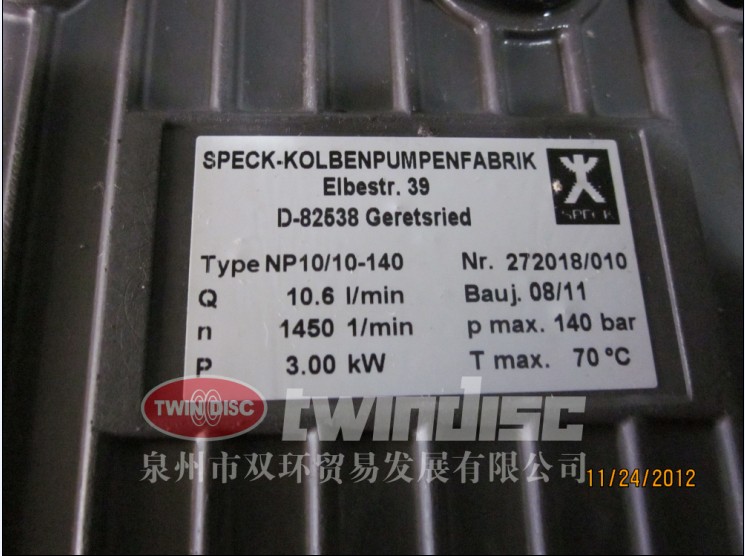 SPECK-KOLBENPUMPENFABRIK
Elbestr. 39
D-82538 Geretsried
SPECK
Type NP10/10-140 Nr. 272018/010
Q 10.6 l/min Bauj. 08/11
n 1450 1/min p max. 140 bar
P 3.00 kW T max. 70 ºC
TWIN DISC twindisc
泉州市双环贸易发展有限公司
11/24/2012